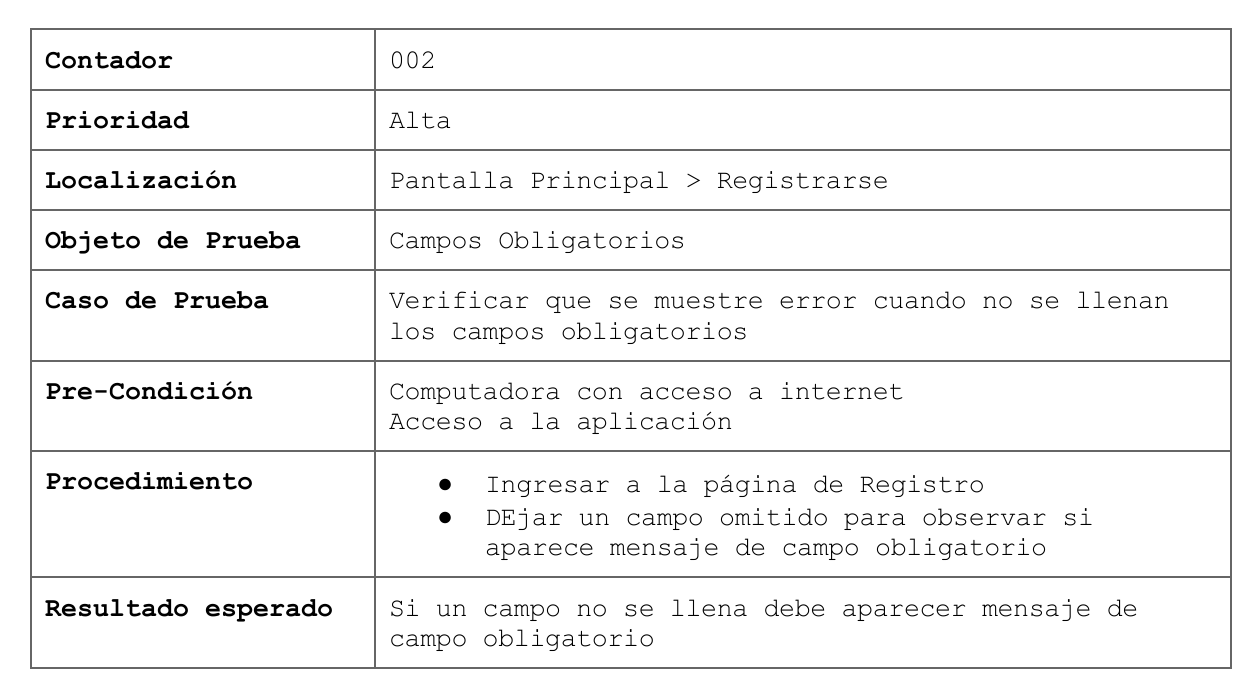 Contador 002
Prioridad Alta
Localización Pantalla Principal > Registrarse
Objeto de Prueba Campos Obligatorios
Caso de Prueba Verificar que se muestre error cuando no se llenan
los campos obligatorios
Pre-Condición Computadora con acceso a internet
Acceso a la aplicación
Procedimiento ● Ingresar a la página de Registro
● DEjar un campo omitido para observar si
aparece mensaje de campo obligatorio
Resultado esperado Si un campo no se llena debe aparecer mensaje de
campo obligatorio